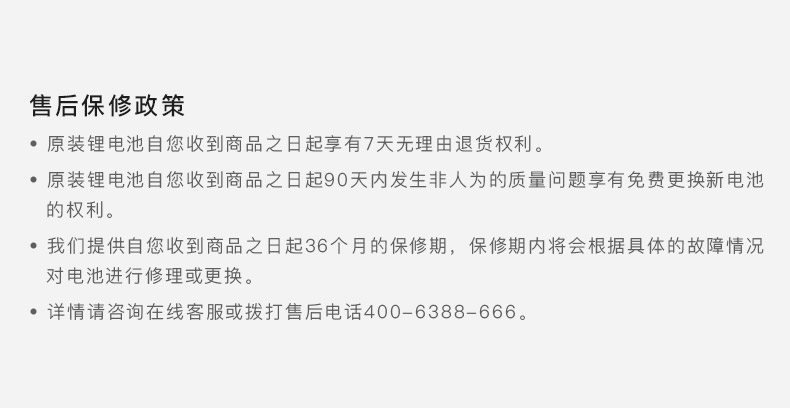 售后保修政策
• 原装锂电池自您收到商品之日起享有7天无理由退货权利。
• 原装锂电池自您收到商品之日起90天内发生非人为的质量问题享有免费更换新电池
的权利。
• 我们提供自您收到商品之日起36个月的保修期，保修期内将会根据具体的故障情况
对电池进行修理或更换。
• 详情请咨询在线客服或拨打售后电话400-6388-666。